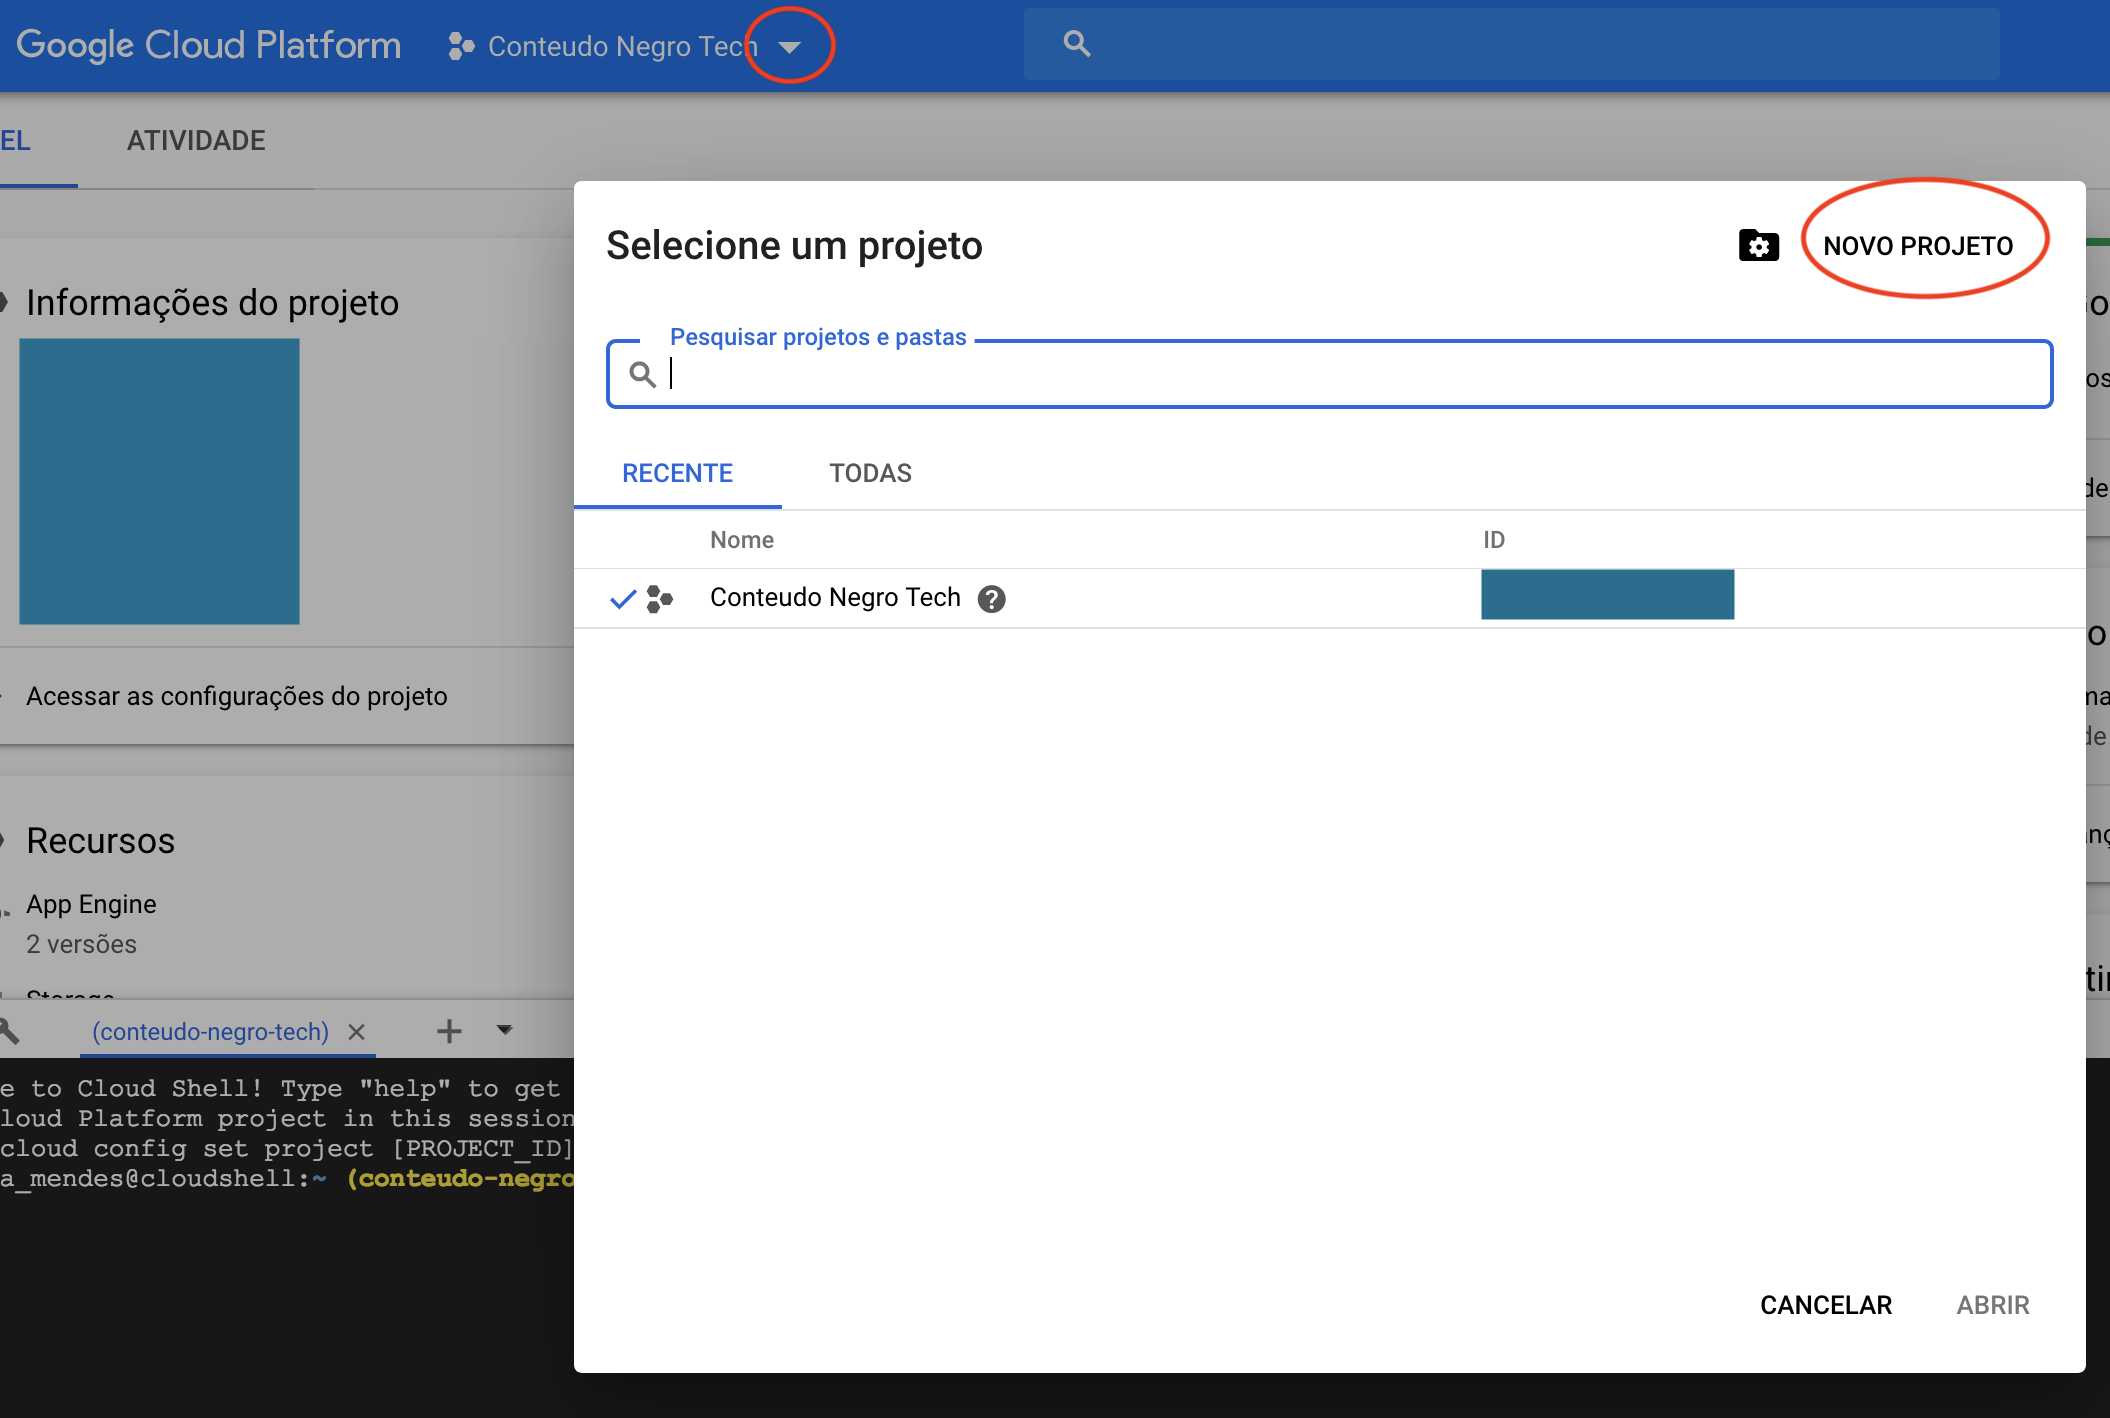 Google Cloud Platform Conteudo Negro Tech
EL ATIVIDADE
Informações do projeto
Acessar as configurações do projeto
Recursos
App Engine
2 versões
Storage
Selecione um projeto
NOVO PROJETO
Pesquisar projetos e pastas
RECENTE TODAS
Nome ID
Conteudo Negro Tech
CANCELAR ABRIR
(conteudo-negro-tech)
e to Cloud Shell! Type "help" to get
loud Platform project in this session
cloud config set project [PROJECT_ID]
a_mendes@cloudshell:~ (conteudo-negro